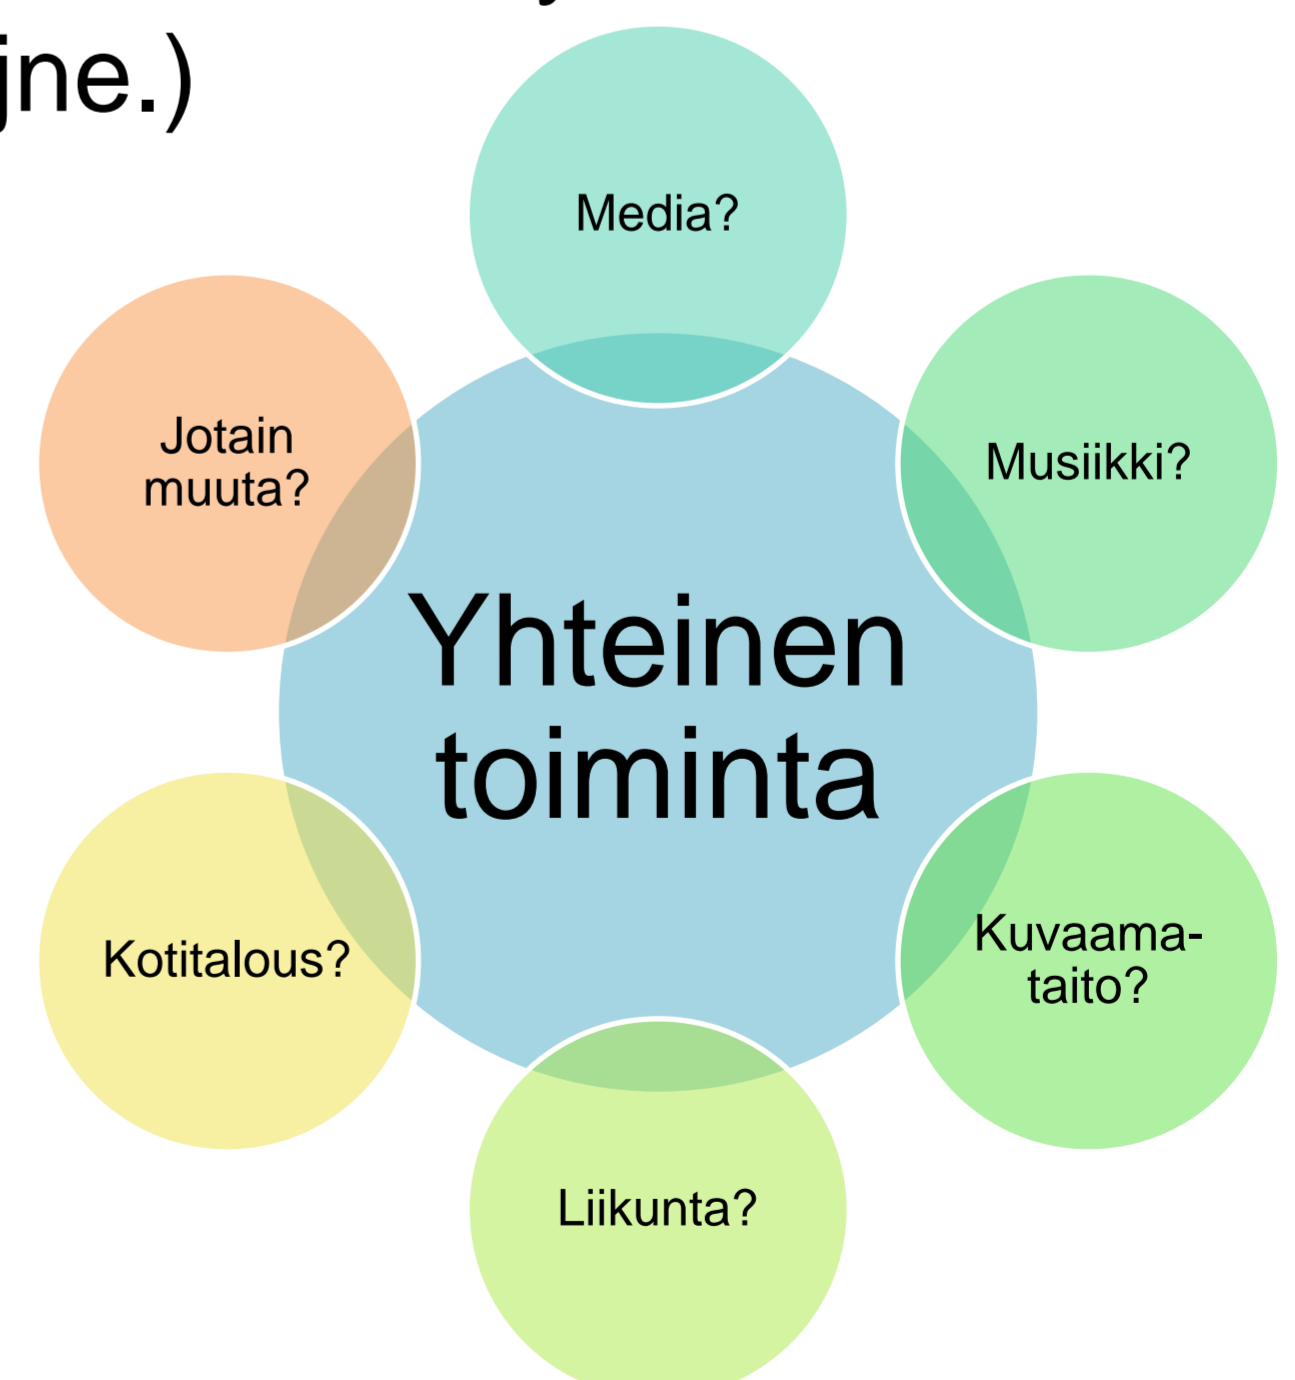 jne.)
Media?
Jotain
muuta?
Musiikki?
Yhteinen
toiminta
Kotitalous?
Kuvaama-
taito?
Liikunta?